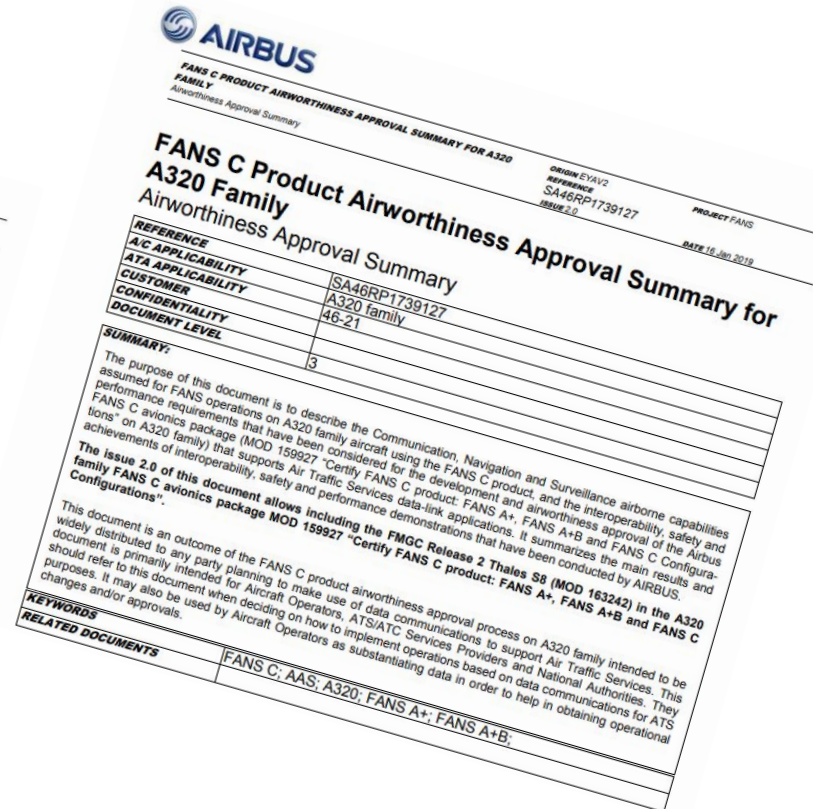 AIRBUS
FANS C PRODUCT AIRWORTHINESS APPROVAL SUMMARY FOR A320
FAMILY
Airworthiness Approval Summary
ORIGIN EYAV2
REFERENCE
SA46RP1739127
ISSUE 2.0
PROJECT FANS
DATE 16 Jan 2019
FANS C Product Airworthiness Approval Summary for
A320 Family
Airworthiness Approval Summary
REFERENCE
SA46RP1739127
A/C APPLICABILITY
A320 family
ATA APPLICABILITY
46-21
CUSTOMER
CONFIDENTIALITY
DOCUMENT LEVEL
3
SUMMARY:
The purpose of this document is to describe the Communication, Navigation and Surveillance airborne capabilities
assumed for FANS operations on A320 family aircraft using the FANS C product, and the interoperability, safety and
performance requirements that have been considered for the development and airworthiness approval of the Airbus
FANS C avionics package (MOD 159927 "Certify FANS C product: FANS A+, FANS A+B and FANS C Configura-
tions" on A320 family) that supports Air Traffic Services data-link applications. It summarizes the main results and
achievements of interoperability, safety and performance demonstrations that have been conducted by AIRBUS.
The issue 2.0 of this document allows including the FMGC Release 2 Thales S8 (MOD 163242) in the A320
family FANS C avionics package MOD 159927 "Certify FANS C product: FANS A+, FANS A+B and FANS C
Configurations".
This document is an outcome of the FANS C product airworthiness approval process on A320 family intended to be
widely distributed to any party planning to make use of data communications to support Air Traffic Services. This
document is primarily intended for Aircraft Operators, ATS/ATC Services Providers and National Authorities. They
should refer to this document when deciding on how to implement operations based on data communications for ATS
purposes. It may also be used by Aircraft Operators as substantiating data in order to help in obtaining operational
changes and/or approvals.
KEYWORDS
FANS C; AAS; A320; FANS A+; FANS A+B;
RELATED DOCUMENTS